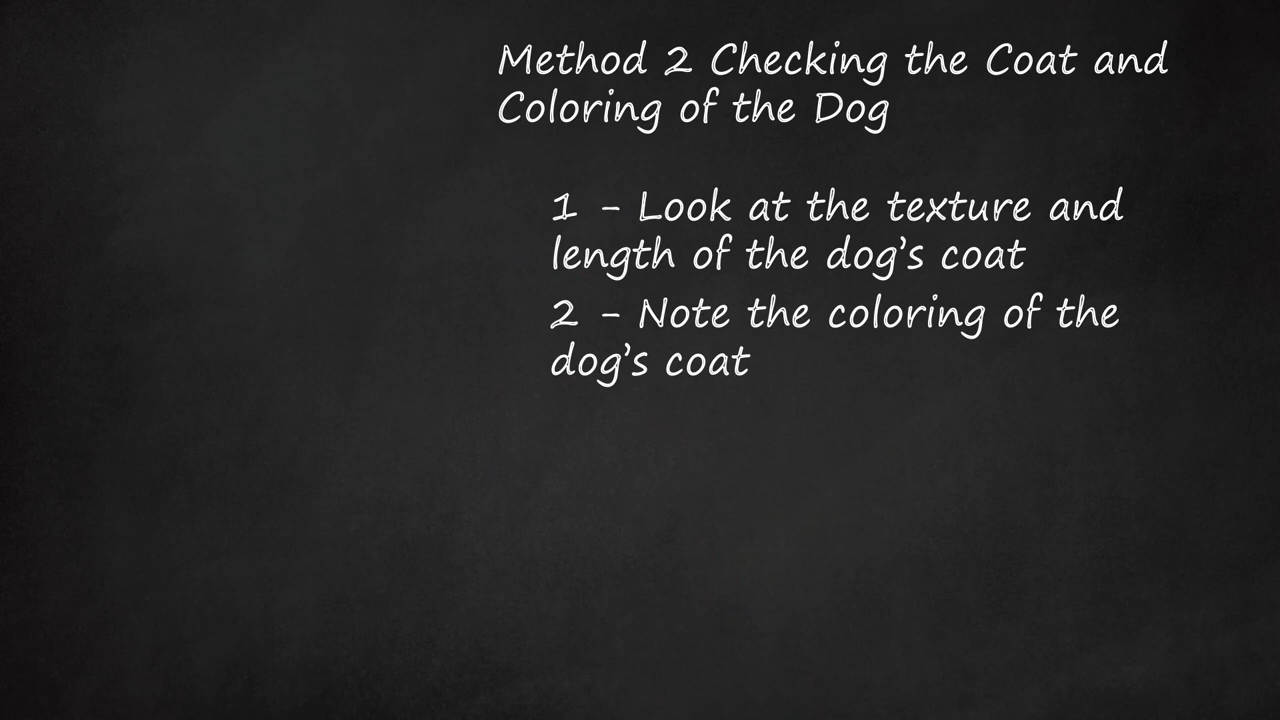 Method 2 Checking the Coat and
Coloring of the Dog
1 - Look at the texture and
length of the dog’s coat
2 - Note the coloring of the
dog’s coat